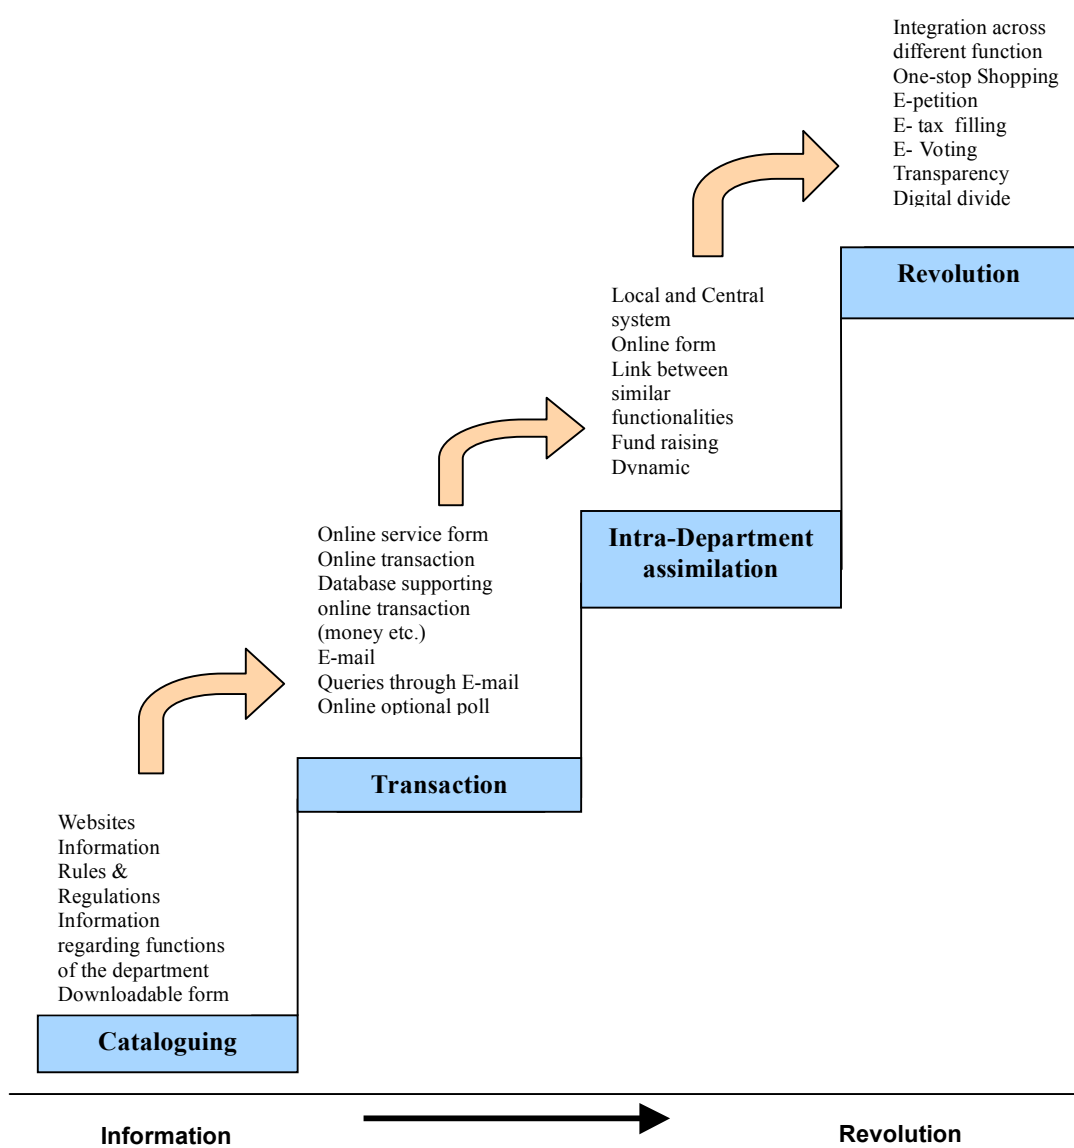 Integration across
different function
One-stop Shopping
E-petition
E- tax  filling
E- Voting
Transparency
Digital divide
Revolution
Local and Central
system
Online form
Link between
similar
functionalities
Fund raising
Dynamic
Intra-Department
assimilation
Online service form
Online transaction
Database supporting
online transaction
(money etc.)
E-mail
Queries through E-mail
Online optional poll
Transaction
Websites
Information
Rules &
Regulations
Information
regarding functions
of the department
Downloadable form
Cataloguing
Information
Revolution